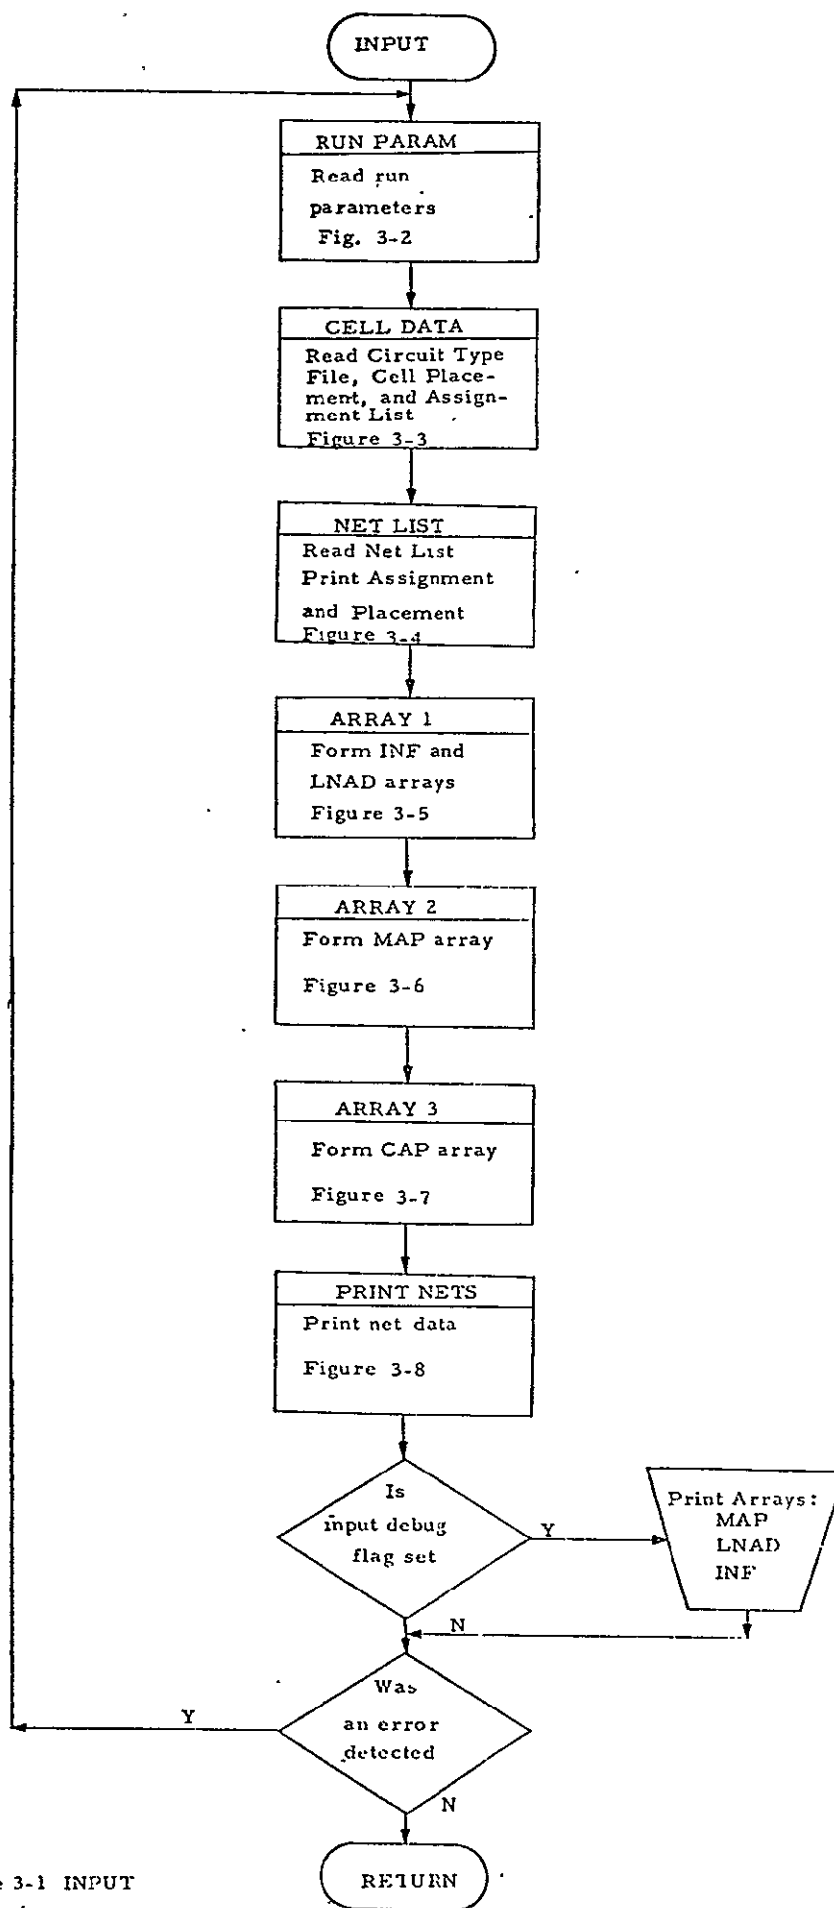 INPUT
RUN PARAM
Read run
parameters
Fig. 3-2
CELL DATA
Read Circuit Type
File, Cell Place-
ment, and Assign-
ment List
Figure 3-3
NET LIST
Read Net List
Print Assignment
and Placement
Figure 3-4
ARRAY 1
Form INF and
LNAD arrays
Figure 3-5
ARRAY 2
Form MAP array
Figure 3-6
ARRAY 3
Form CAP array
Figure 3-7
PRINT NETS
Print net data
Figure 3-8
Is
input debug
flag set
Y
Print Arrays:
MAP
LNAD
INF
N
Was
an error
detected
Y
N
RETURN
3-1 INPUT